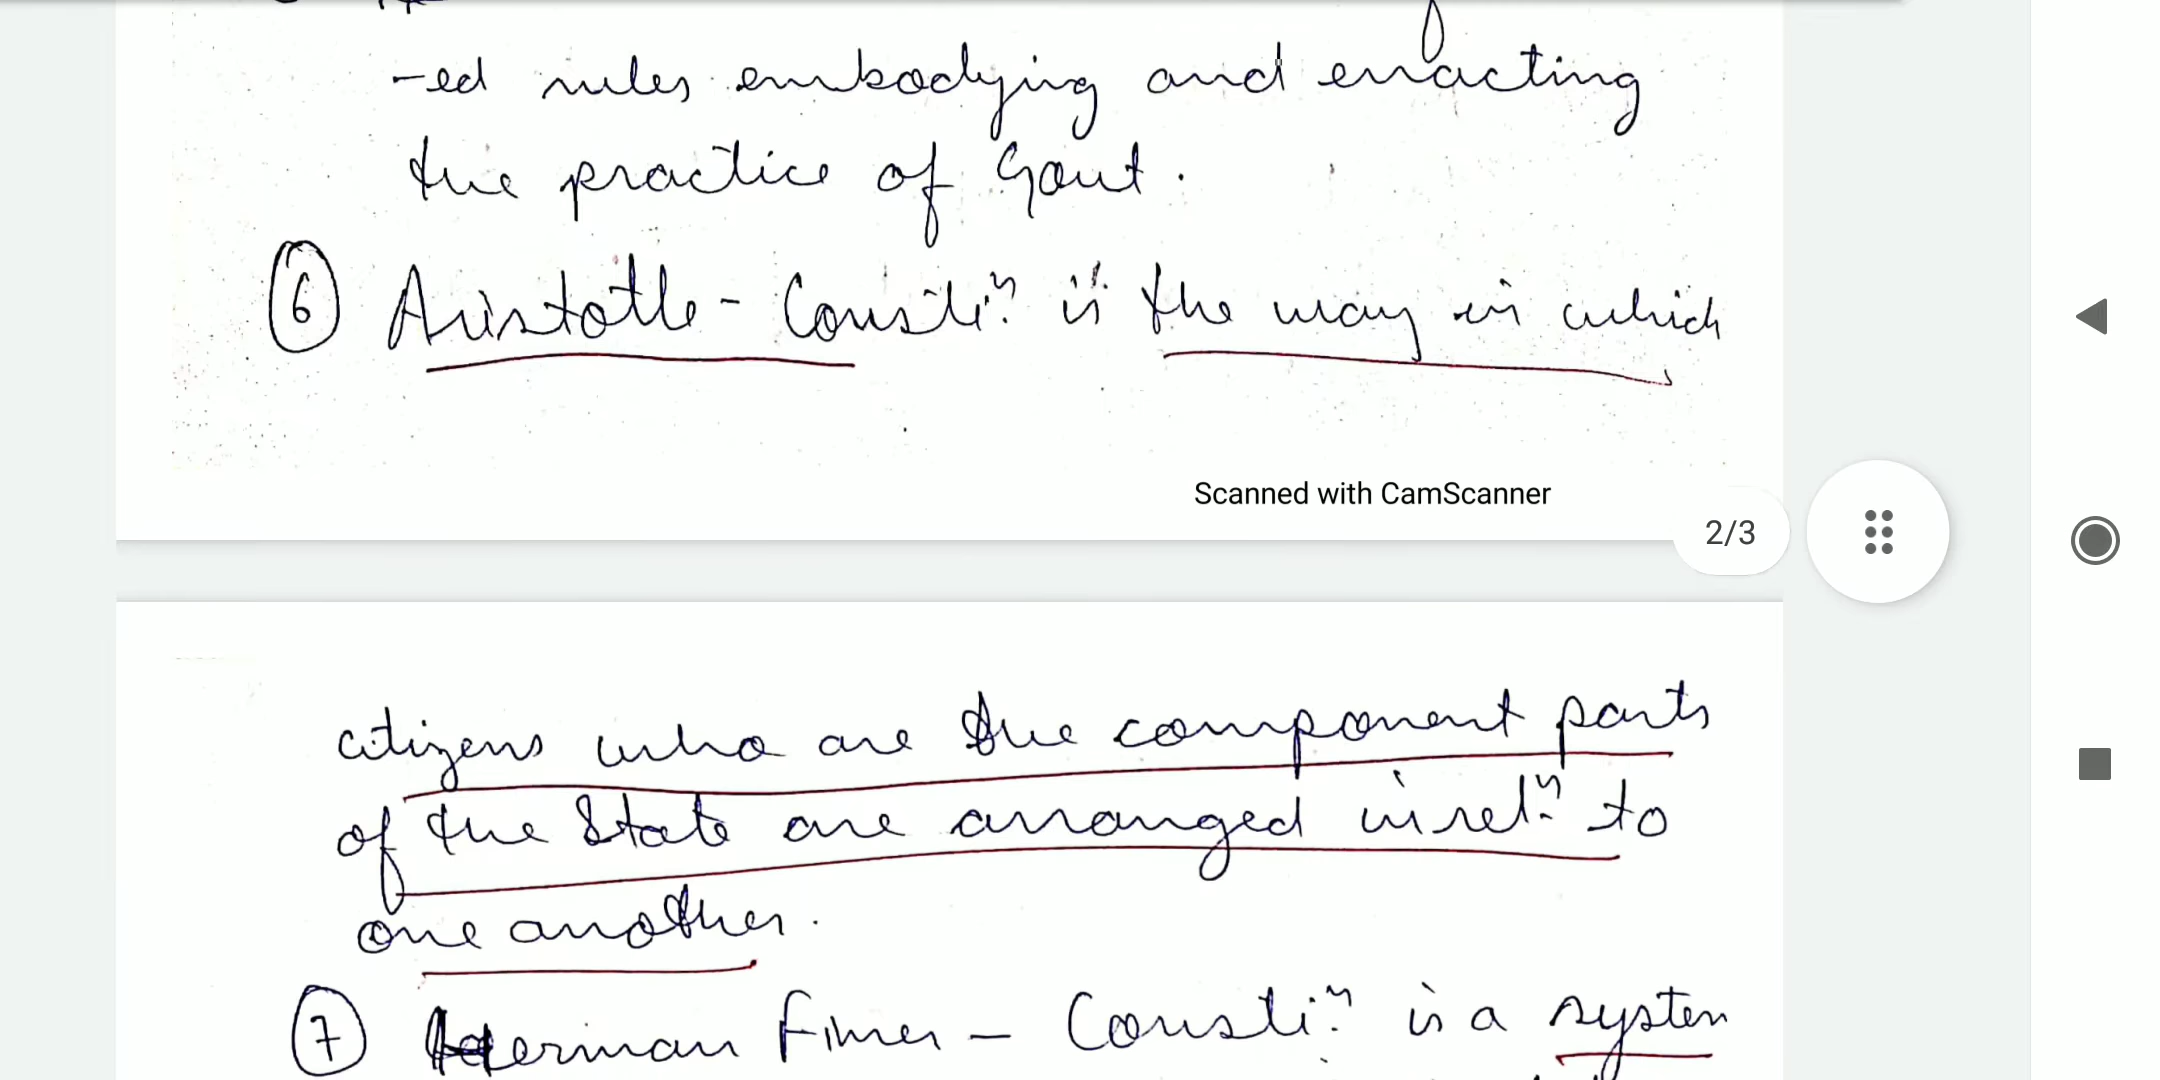 -ed rules embodying and enacting
the practice of Govt.
6 Aristotle - Consti.n is the way in which
Scanned with CamScanner
2/3
citizens who are the component parts
of the State are arranged in rel.n to
one another.
7 Herman Finer - Consti.n is a system